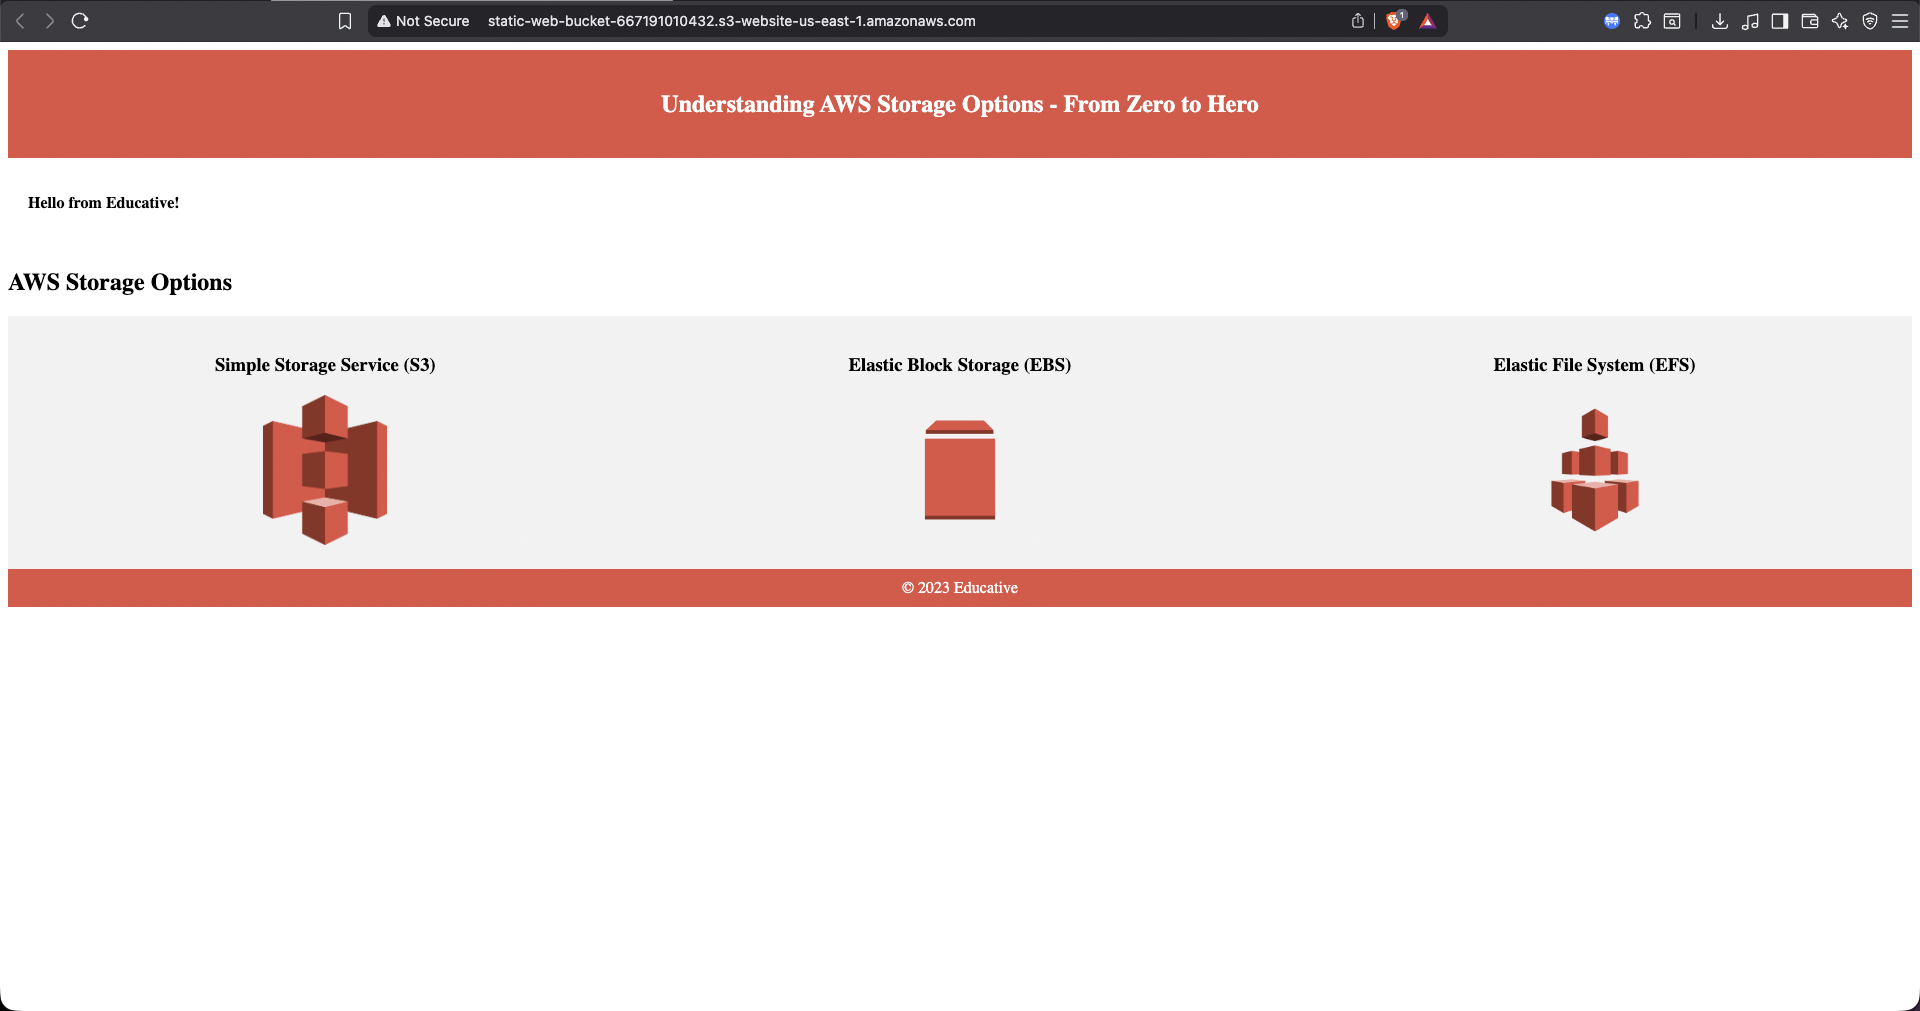 Not Secure static-web-bucket-667191010432.s3-website-us-east-1.amazonaws.com
1
Understanding AWS Storage Options - From Zero to Hero
Hello from Educative!
AWS Storage Options
Simple Storage Service (S3)
Elastic Block Storage (EBS)
Elastic File System (EFS)
© 2023 Educative